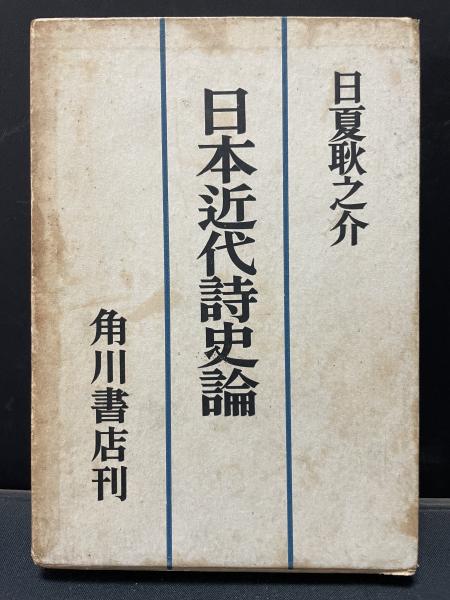 日夏耿之介
日本近代詩史論
角川書店刊